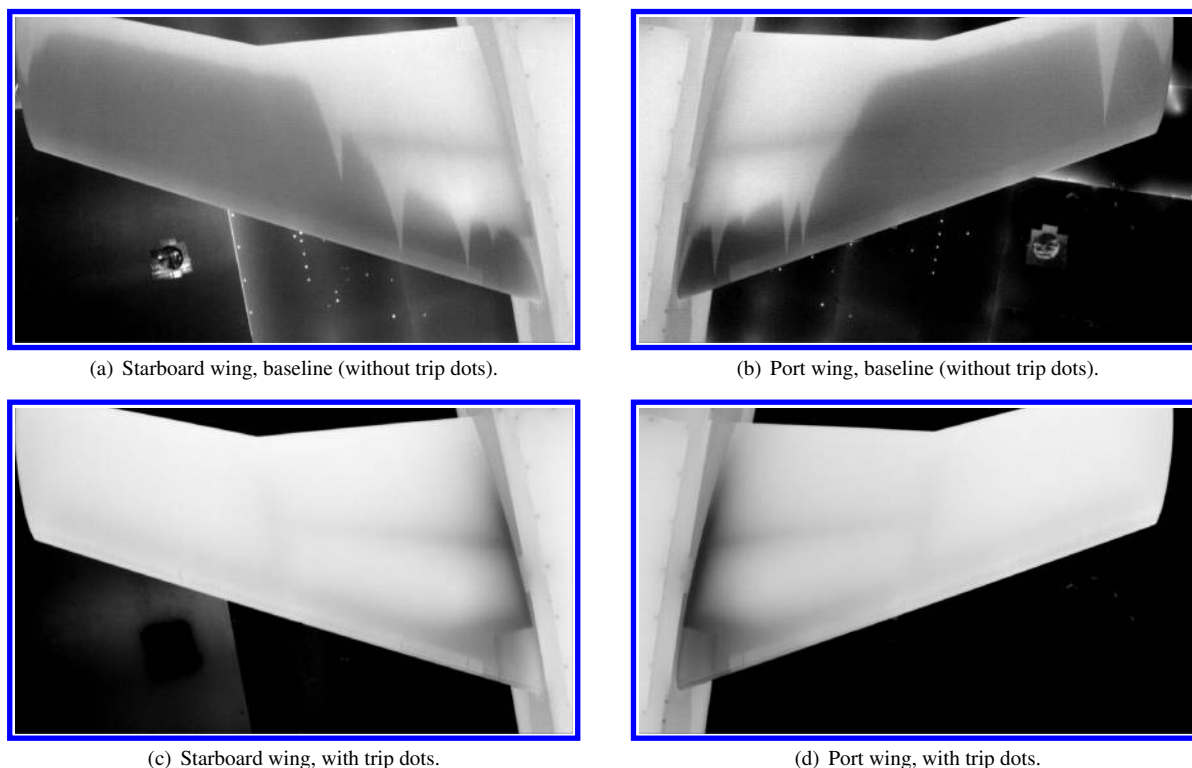 (a) Starboard wing, baseline (without trip dots).
(b) Port wing, baseline (without trip dots).
(c) Starboard wing, with trip dots.
(d) Port wing, with trip dots.